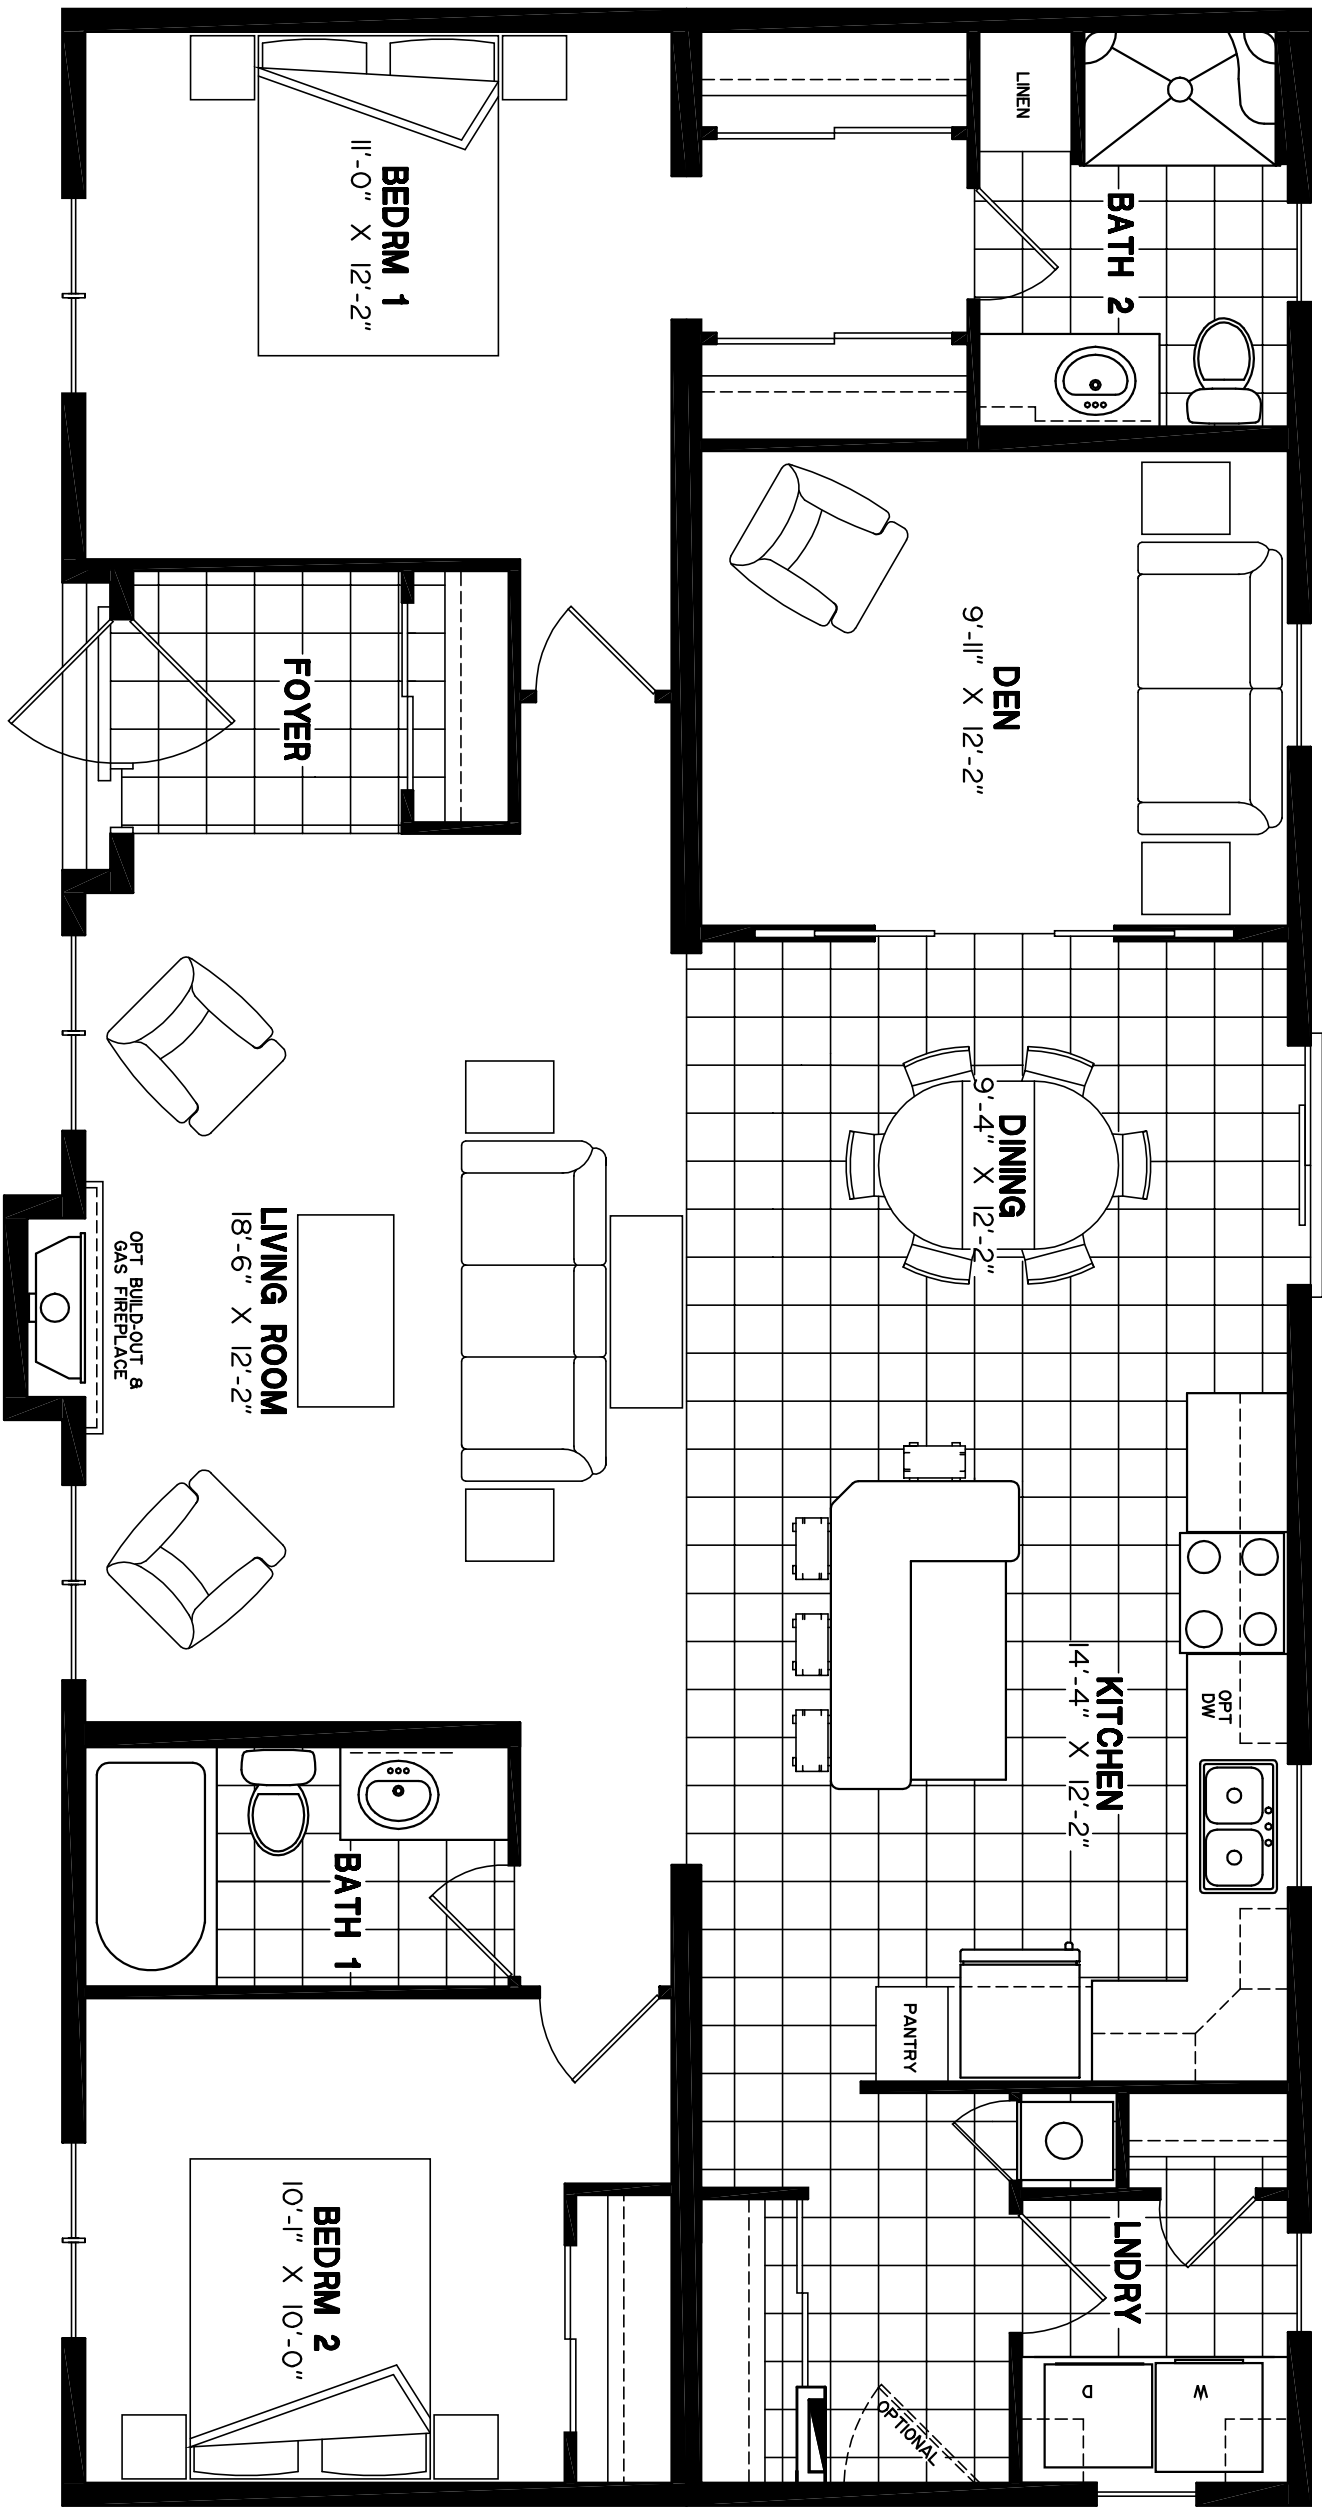 LINEN
BATH 2
BEDRM 1
11'-0" X 12'-2"
DEN
9'-11" X 12'-2"
FOYER
DINING
9'-4" X 12'-2"
LIVING ROOM
18'-6" X 12'-2"
OPT BUILD-OUT &
GAS FIREPLACE
KITCHEN
14'-4" X 12'-2"
OPT
DW
BATH 1
PANTRY
LNDRY
BEDRM 2
10'-1" X 10'-0"
W
D
OPTIONAL